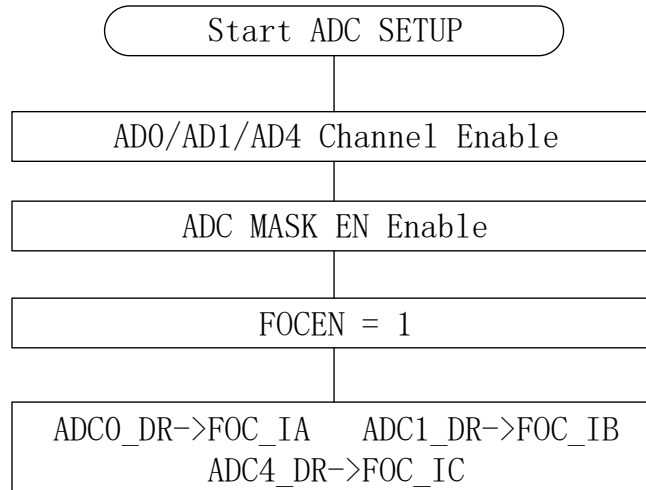 Start ADC SETUP
AD0/AD1/AD4 Channel Enable
ADC MASK EN Enable
FOCEN = 1
ADC0_DR->FOC_IA ADC1_DR->FOC_IB
ADC4_DR->FOC_IC